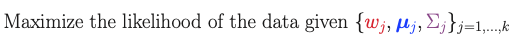 Maximize the likelihood of the data given {w_j, μ_j, Σ_j}_{j=1,...,k}